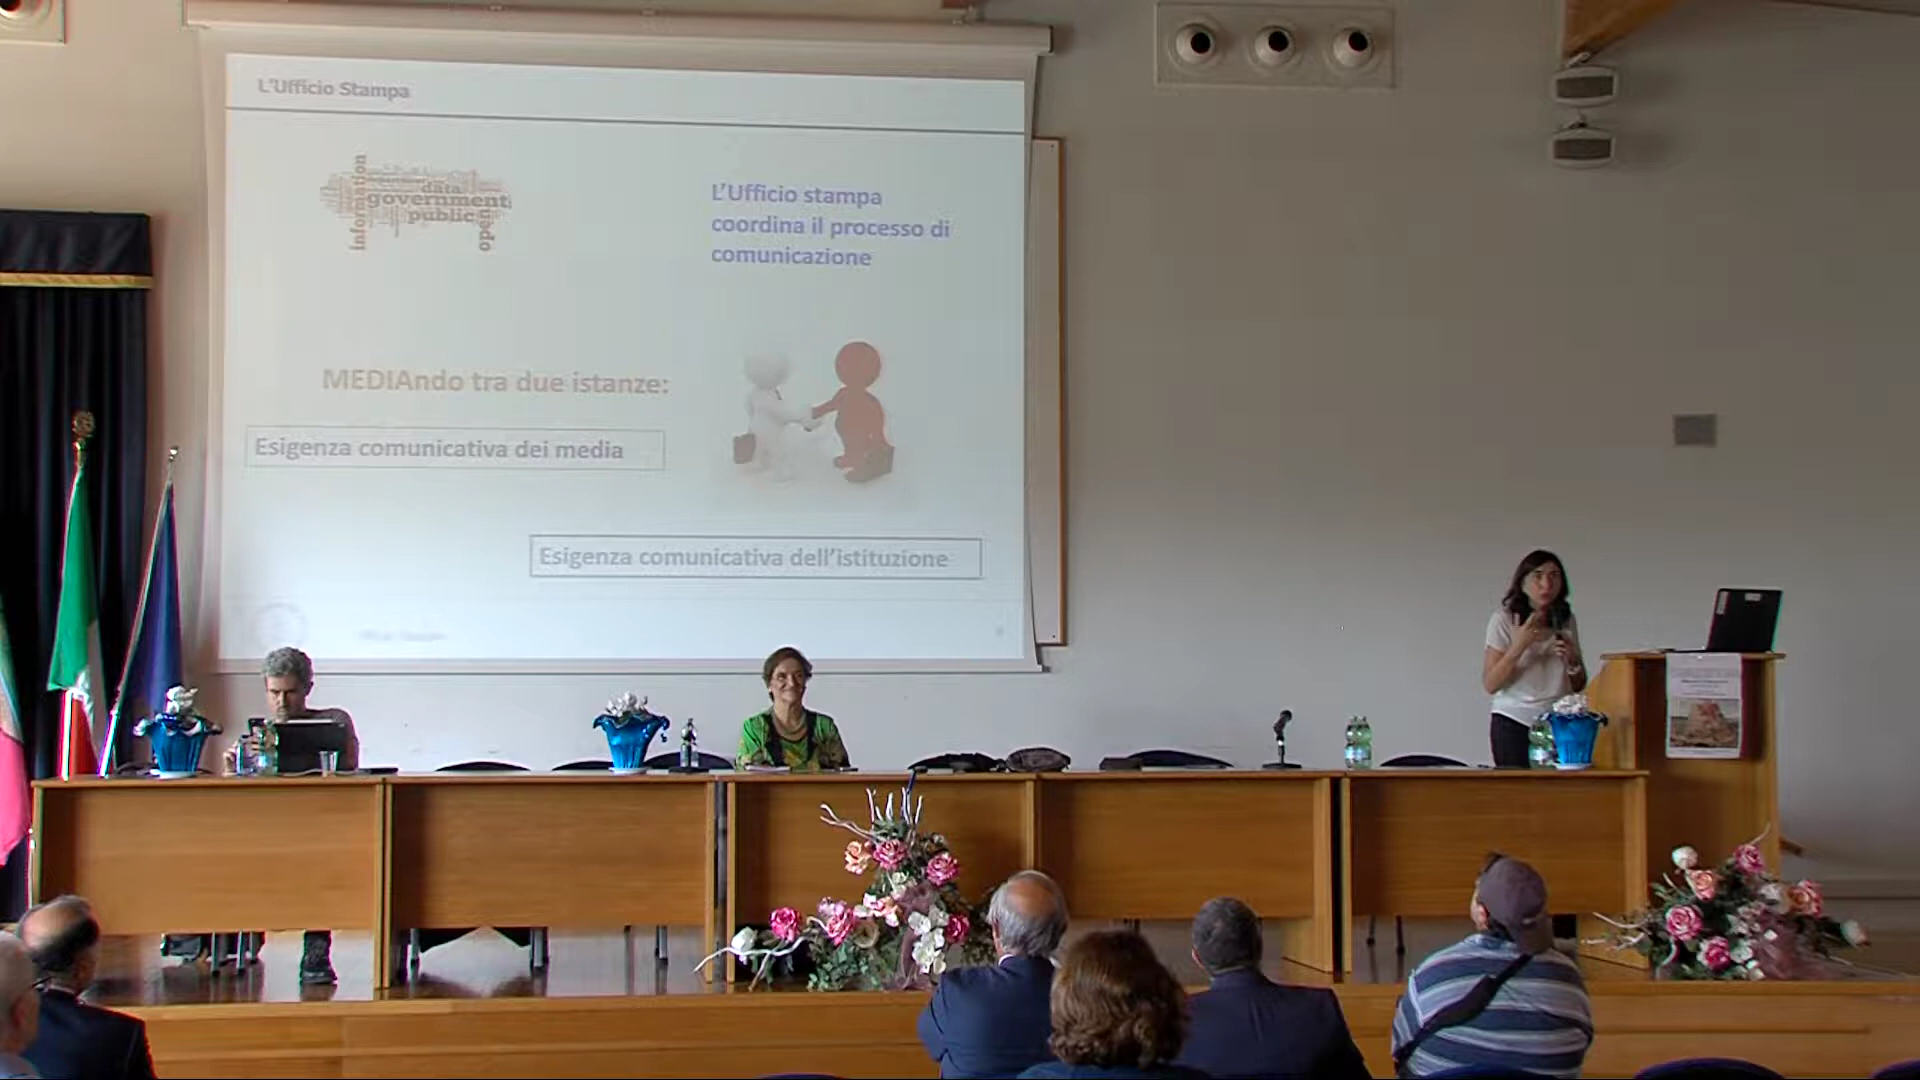 L'Ufficio Stampa
information
data
government
public
open
L'Ufficio stampa
coordina il processo di
comunicazione
MEDIAndo tra due istanze:
Esigenza comunicativa dei media
Esigenza comunicativa dell'istituzione